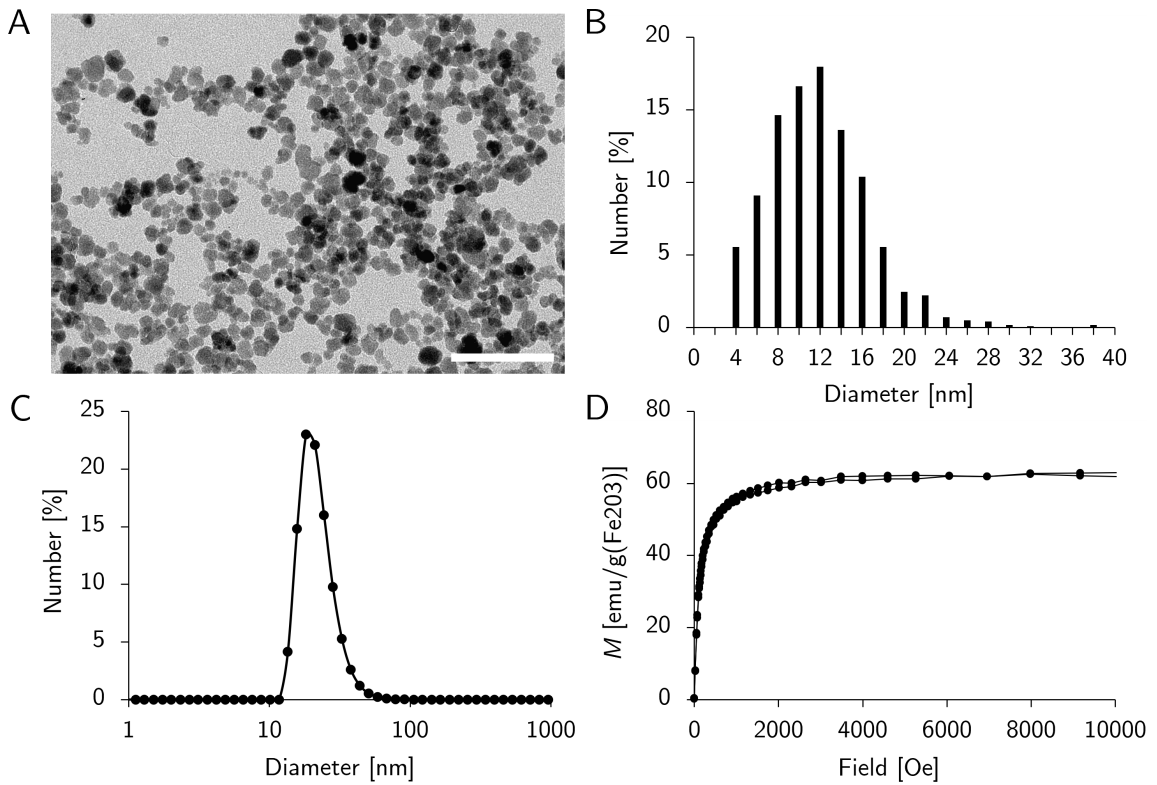 A
B
20
15
10
5
0
Number [%]
0 4 8 12 16 20 24 28 32 36 40
Diameter [nm]
C
25
20
15
10
5
0
Number [%]
1 10 100 1000
Diameter [nm]
D
80
60
40
20
0
M [emu/g(Fe203)]
0 2000 4000 6000 8000 10000
Field [Oe]